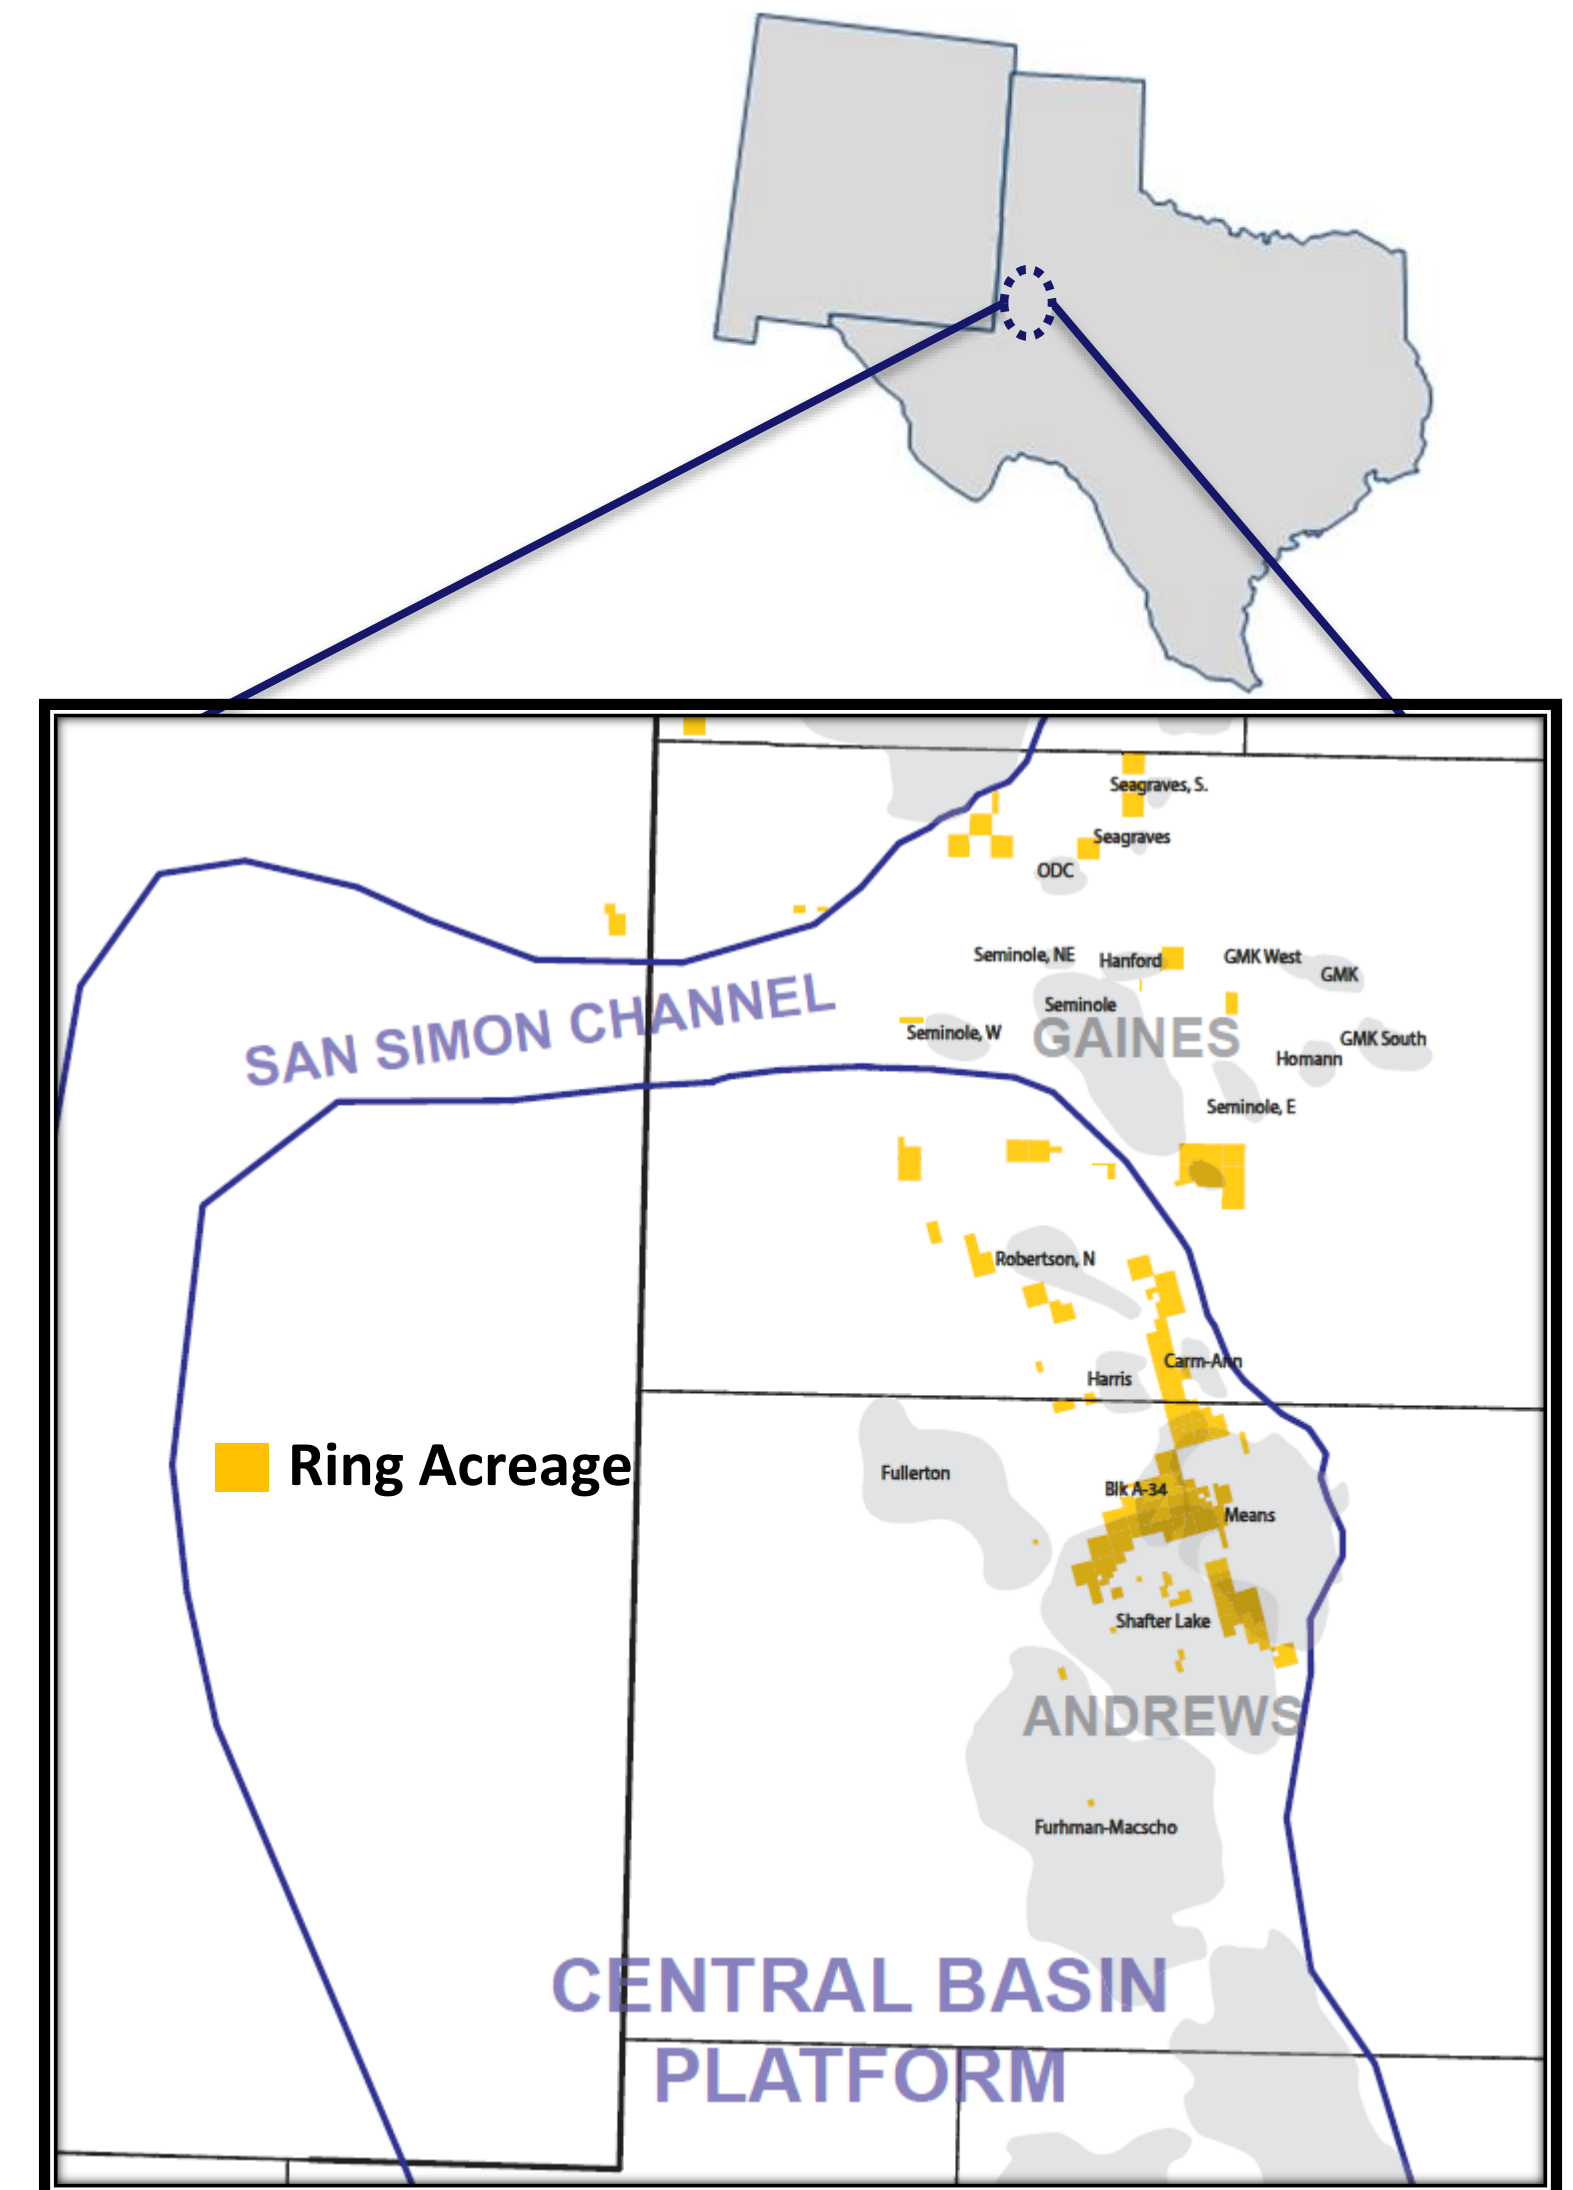 Seagraves, S.
Seagraves
ODC
Seminole, NE
Hanford
GMK West
GMK
SAN SIMON CHANNEL
Seminole
Seminole, W
GAINES
GMK South
Homann
Seminole, E
Robertson, N
Carm-Ann
Harris
Ring Acreage
Fullerton
Blk A-34
Means
Shafter Lake
ANDREWS
Furhman-Macscho
CENTRAL BASIN
PLATFORM